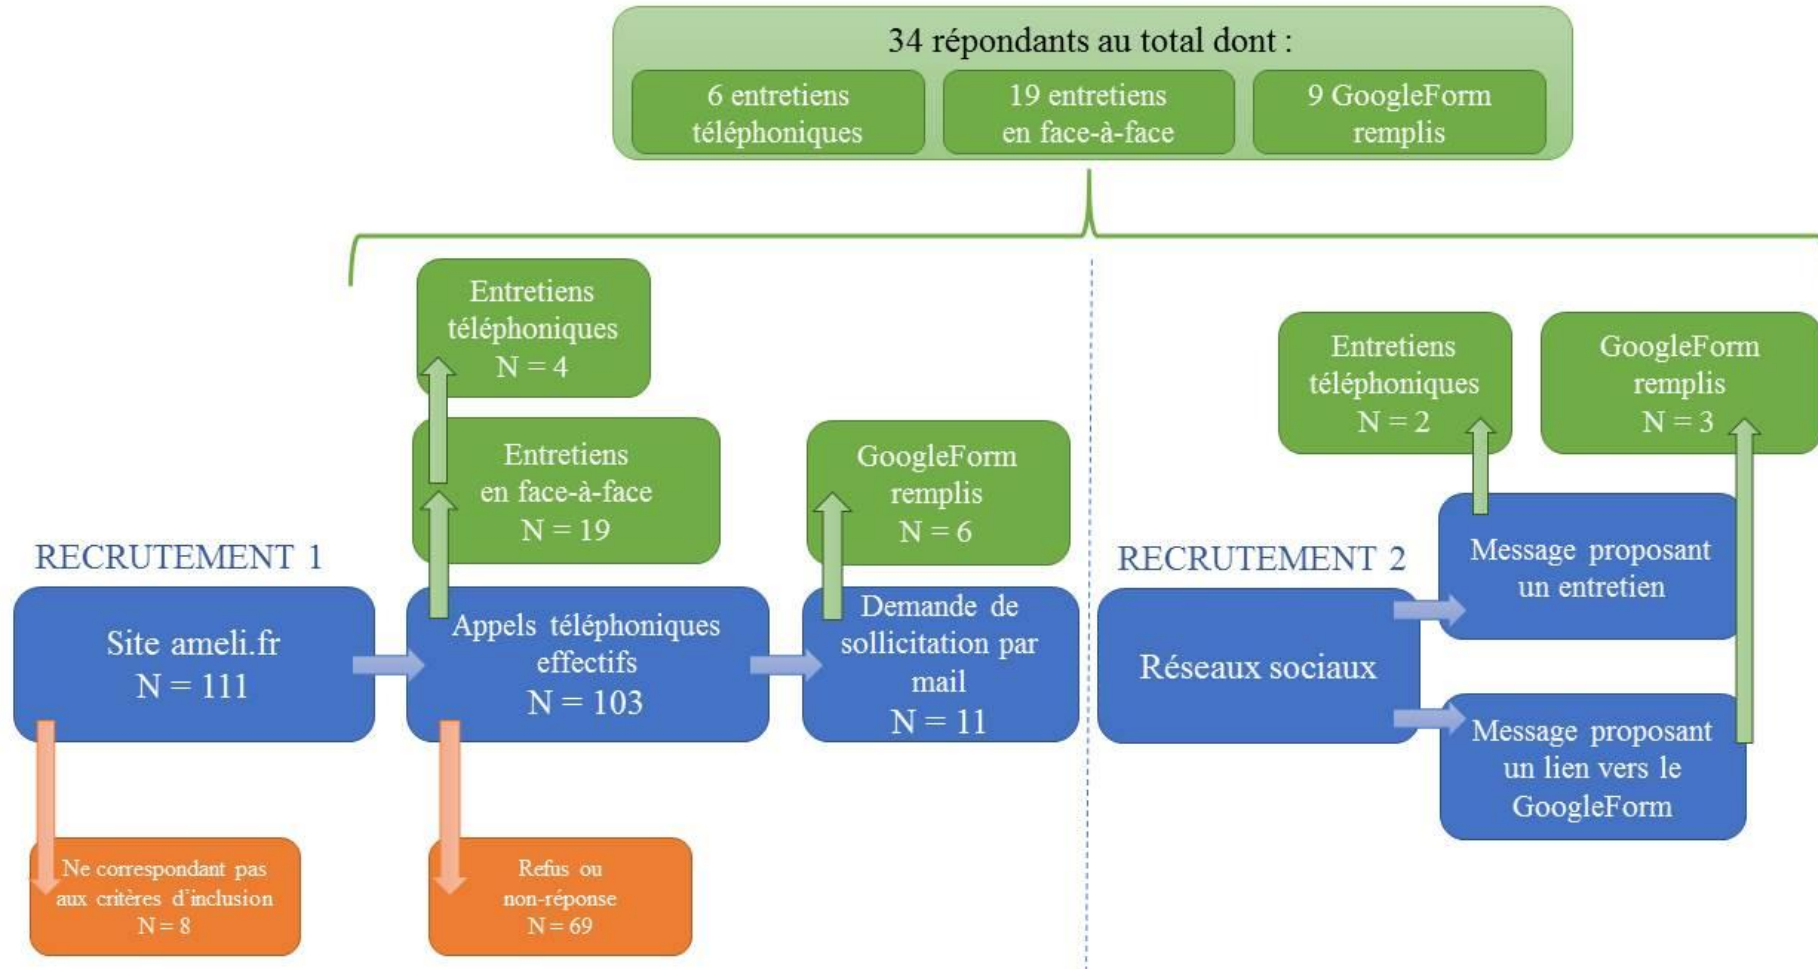 34 répondants au total dont :
6 entretiens
téléphoniques
19 entretiens
en face-à-face
9 GoogleForm
remplis
Entretiens
téléphoniques
N = 4
Entretiens
en face-à-face
N = 19
GoogleForm
remplis
N = 6
Entretiens
téléphoniques
N = 2
GoogleForm
remplis
N = 3
RECRUTEMENT 1
Site ameli.fr
N = 111
Appels téléphoniques
effectifs
N = 103
Demande de
sollicitation par
mail
N = 11
RECRUTEMENT 2
Réseaux sociaux
Message proposant
un entretien
Message proposant
un lien vers le
GoogleForm
Ne correspondant pas
aux critères d'inclusion
N = 8
Refus ou
non-réponse
N = 69